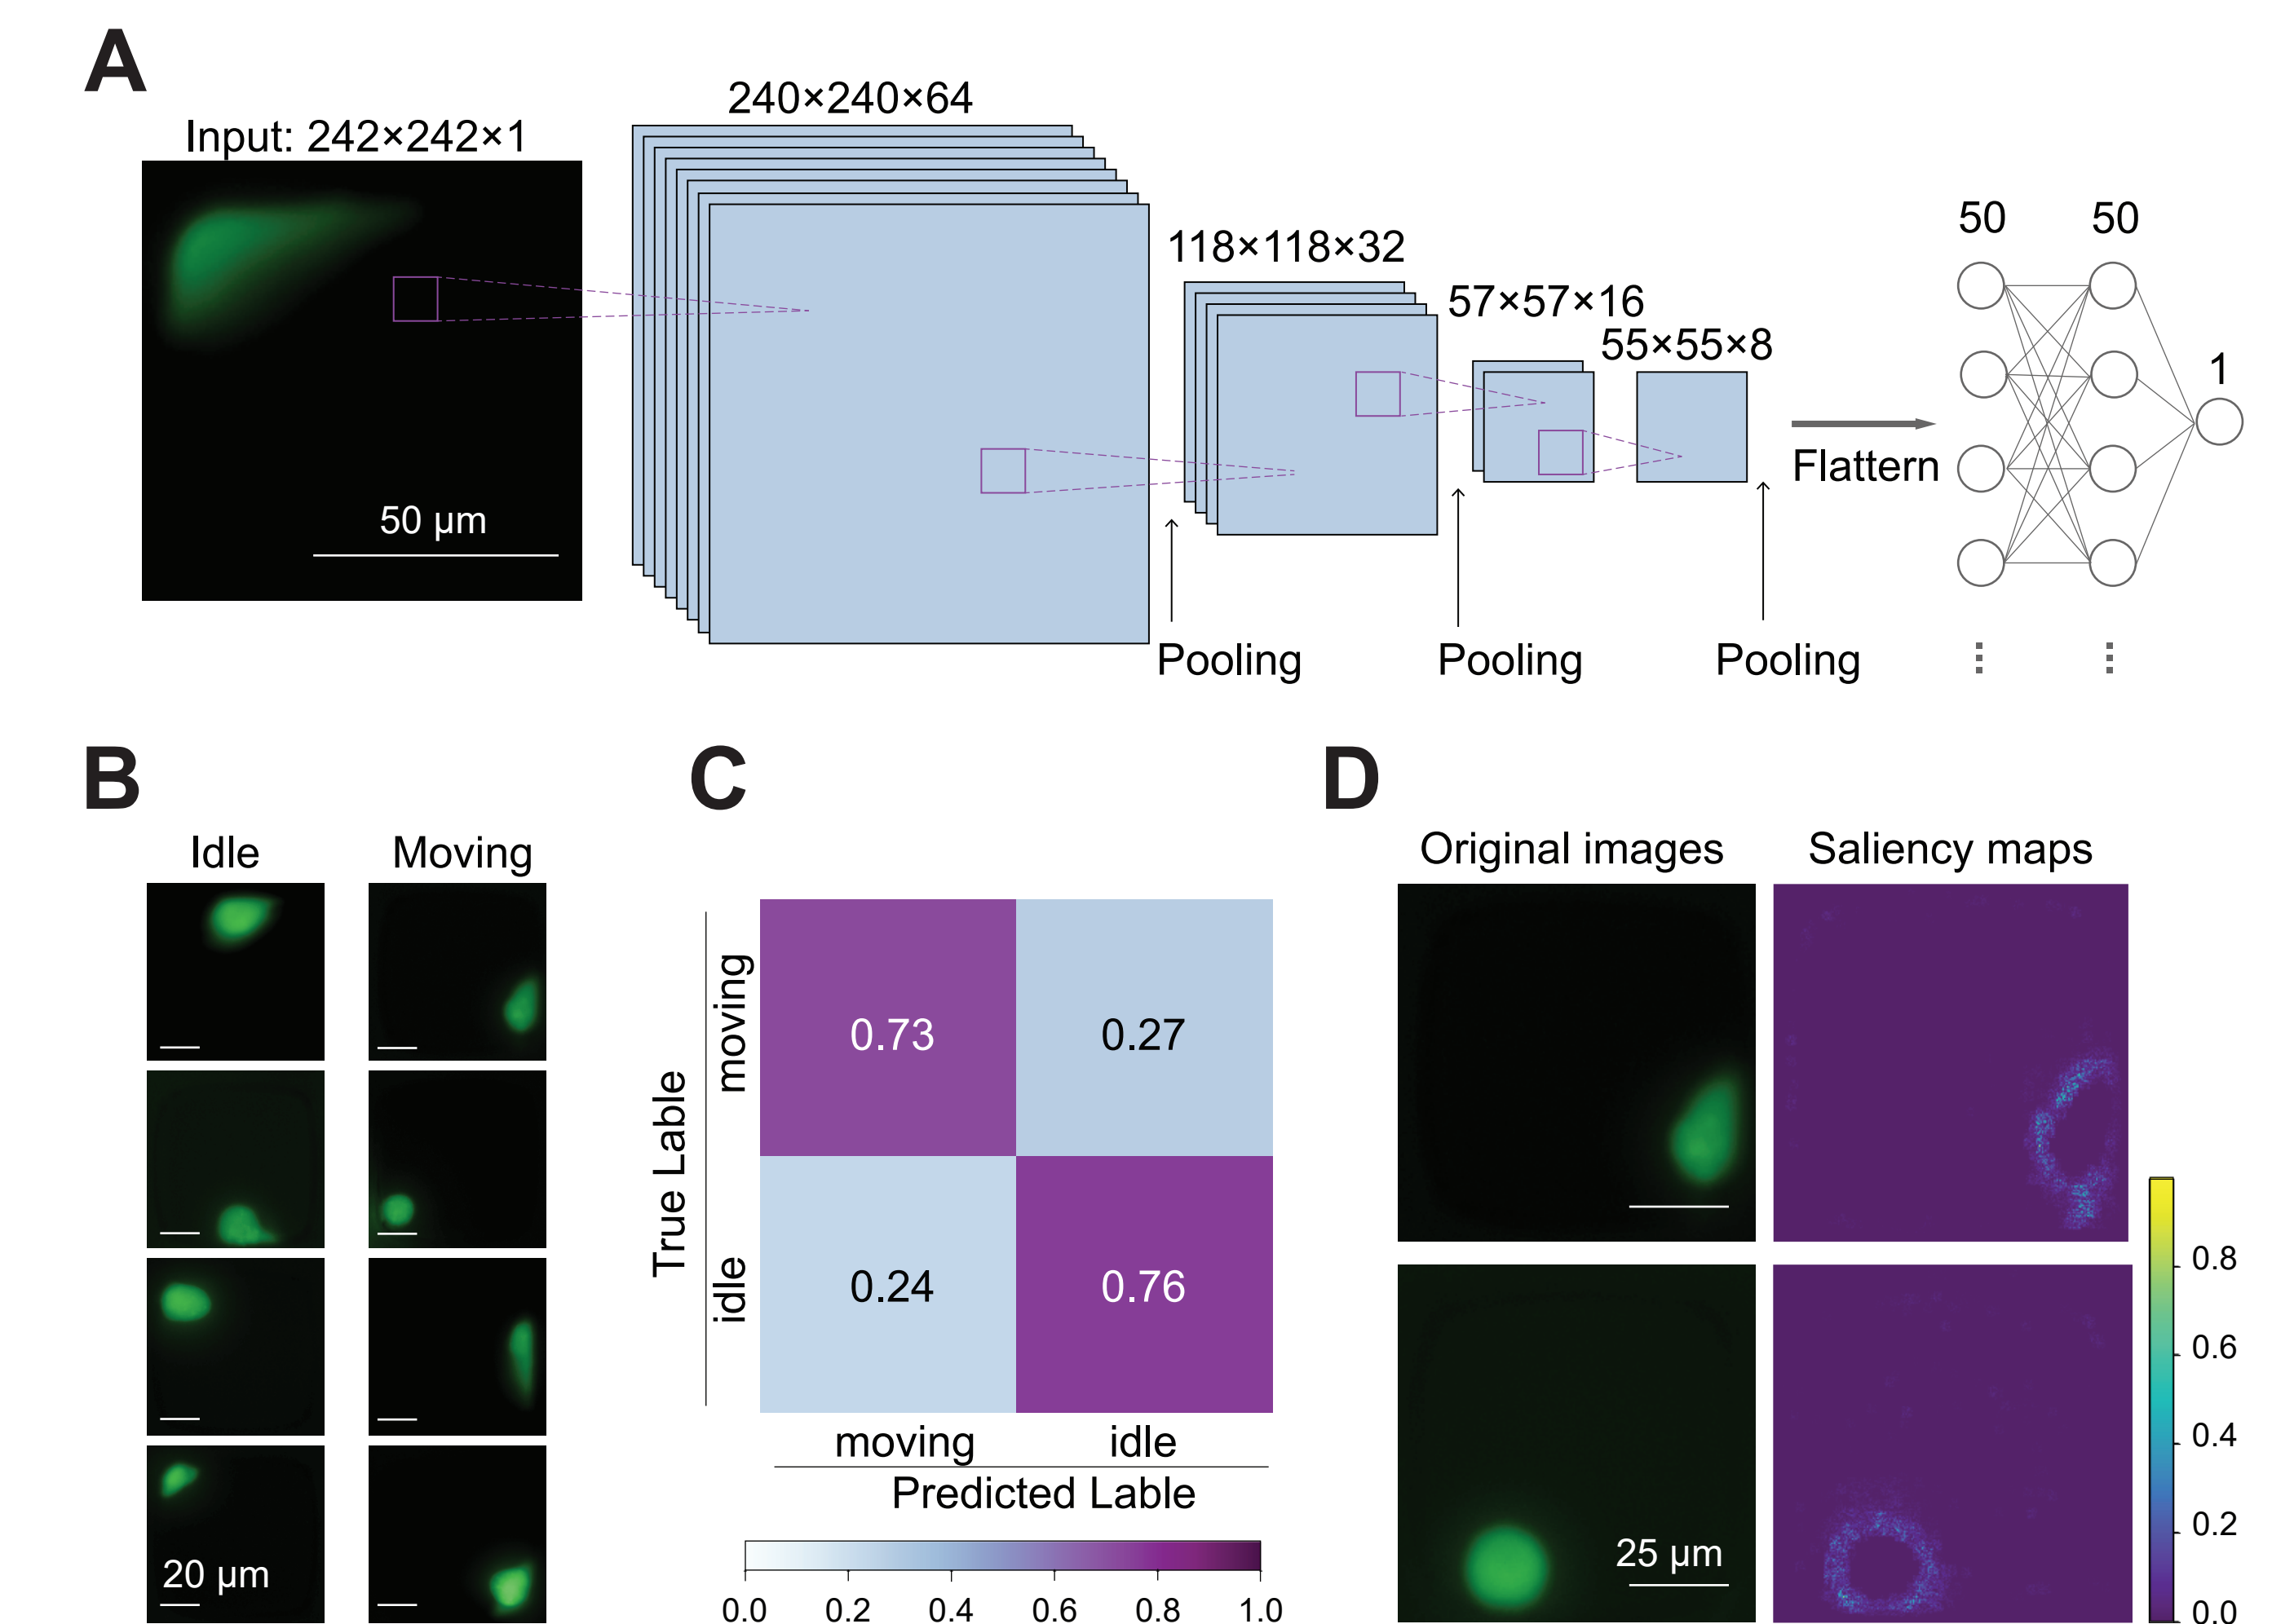 A
Input: 242×242×1
240×240×64
118×118×32
57×57×16
55×55×8
50
50
1
50 µm
Flattern
Pooling
Pooling
Pooling
B
Idle
Moving
20 µm
C
True Lable
moving
idle
0.73
0.27
0.24
0.76
moving
idle
Predicted Lable
0.0
0.2
0.4
0.6
0.8
1.0
D
Original images
Saliency maps
25 µm
0.8
0.6
0.4
0.2
0.0